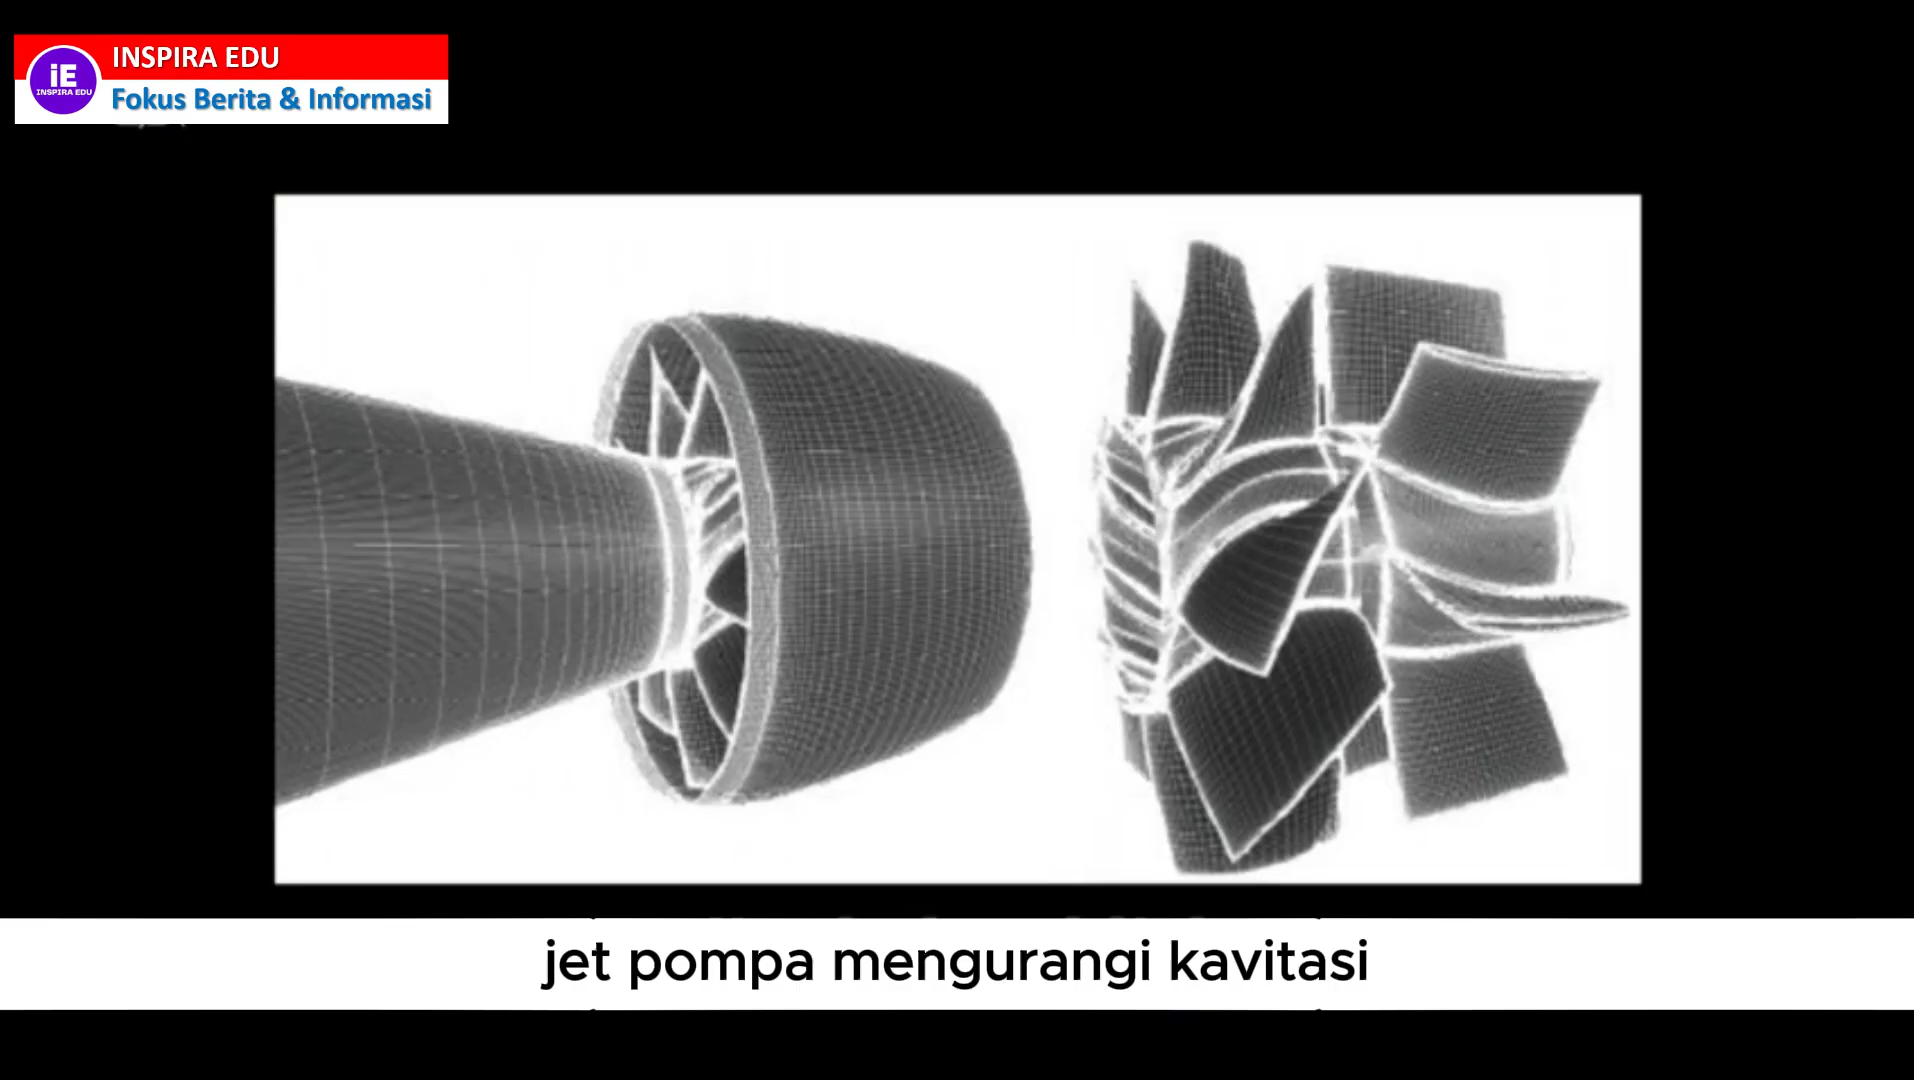 INSPIRA EDU
iE
INSPIRA EDU
Fokus Berita & Informasi
jet pompa mengurangi kavitasi